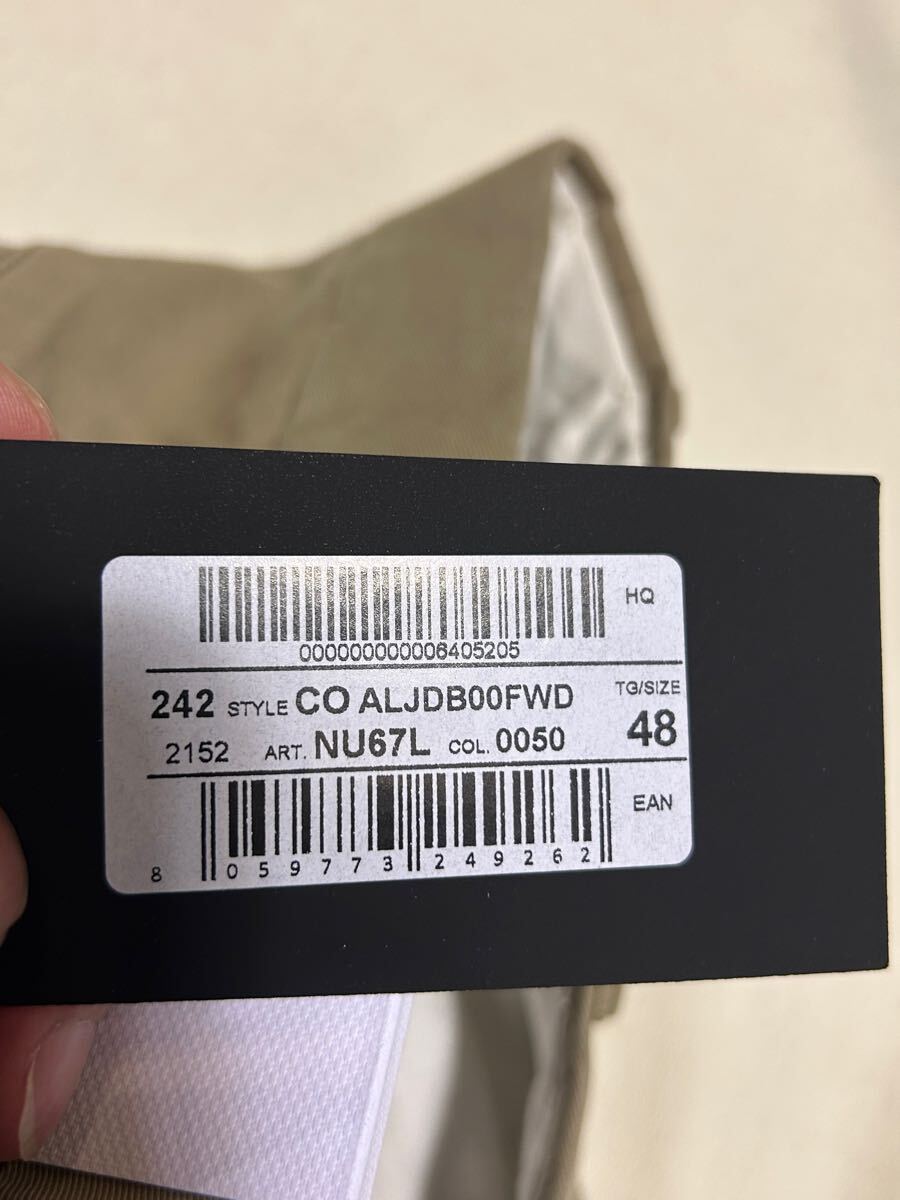 HQ
000000000006405205
242 STYLE CO ALJDB00FWD TG/SIZE
2152 ART. NU67L COL. 0050 48
EAN
8 059773 249262